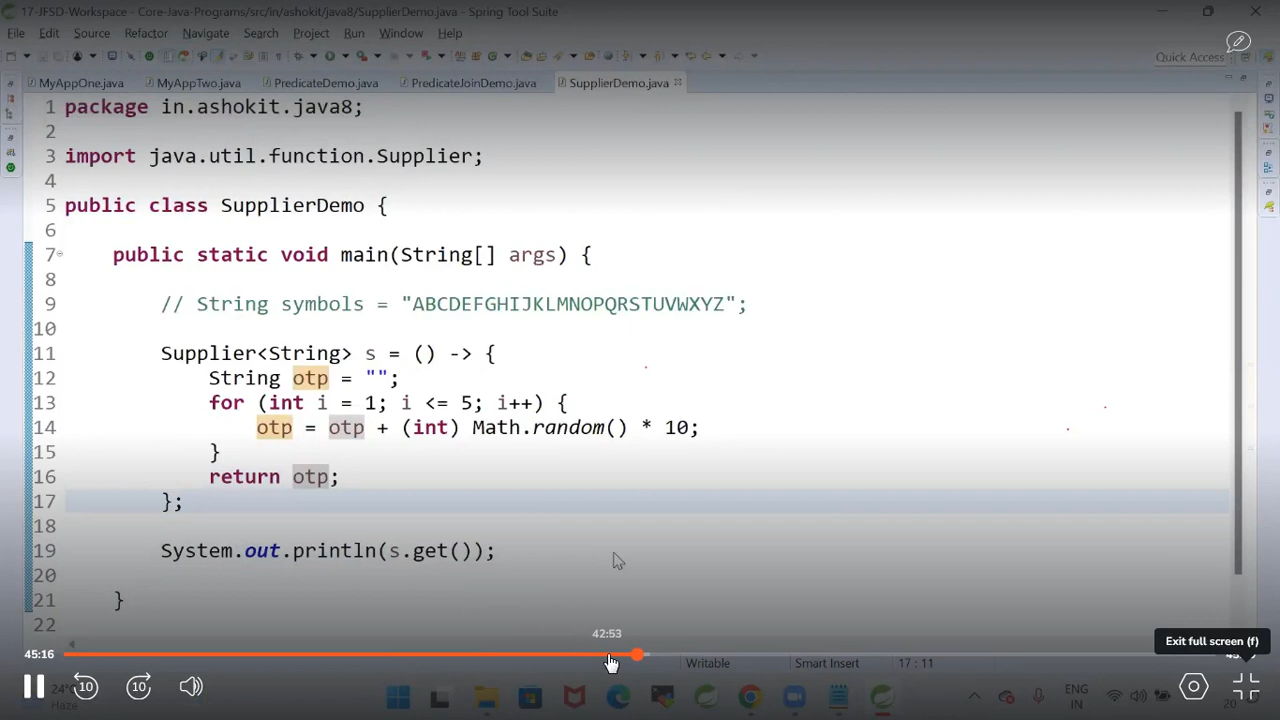 17-JFSD-Workspace - Core-Java-Programs/src/in/ashokit/java8/SupplierDemo.java - Spring Tool Suite
File Edit Source Refactor Navigate Search Project Run Window Help
Quick Access
MyAppOne.java MyAppTwo.java PredicateDemo.java PredicateJoinDemo.java SupplierDemo.java
1 package in.ashokit.java8;
2
3 import java.util.function.Supplier;
4
5 public class SupplierDemo {
6
7 public static void main(String[] args) {
8
9 // String symbols = "ABCDEFGHIJKLMNOPQRSTUVWXYZ";
10
11 Supplier<String> s = () -> {
12 String otp = "";
13 for (int i = 1; i <= 5; i++) {
14 otp = otp + (int) Math.random() * 10;
15 }
16 return otp;
17 };
18
19 System.out.println(s.get());
20
21 }
22
42:53
Exit full screen (f)
45:16
Writable Smart Insert 17 : 11
10 10
24°
Haze
ENG
IN
20